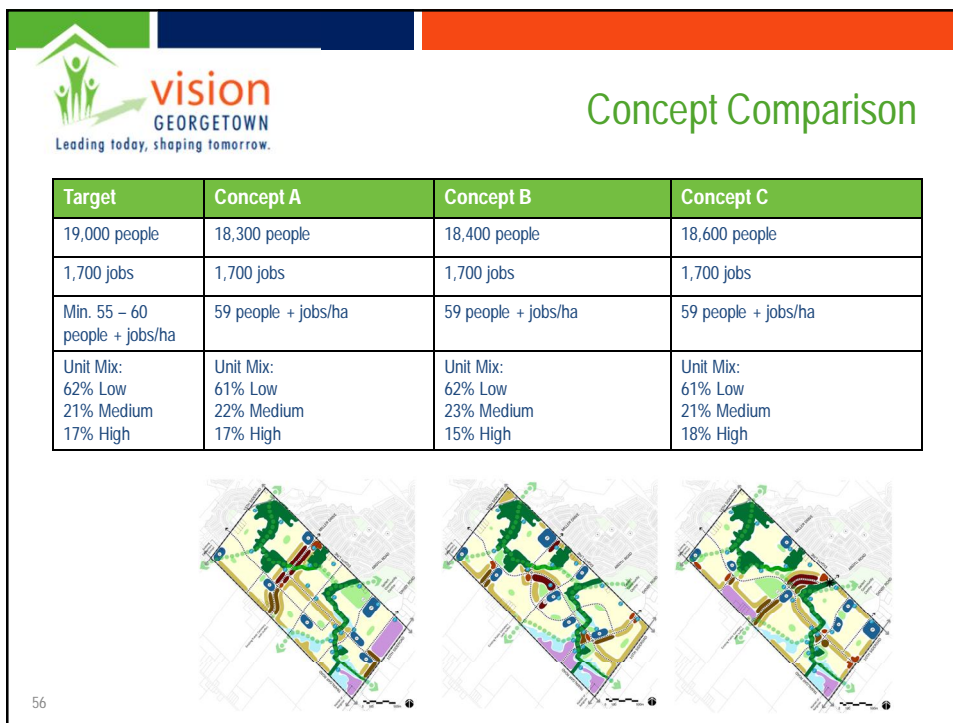 vision
GEORGETOWN
Leading today, shaping tomorrow.
Concept Comparison
Target Concept A Concept B Concept C
19,000 people 18,300 people 18,400 people 18,600 people
1,700 jobs 1,700 jobs 1,700 jobs 1,700 jobs
Min. 55 – 60 59 people + jobs/ha 59 people + jobs/ha 59 people + jobs/ha
people + jobs/ha
Unit Mix: Unit Mix: Unit Mix: Unit Mix:
62% Low 61% Low 62% Low 61% Low
21% Medium 22% Medium 23% Medium 21% Medium
17% High 17% High 15% High 18% High
56